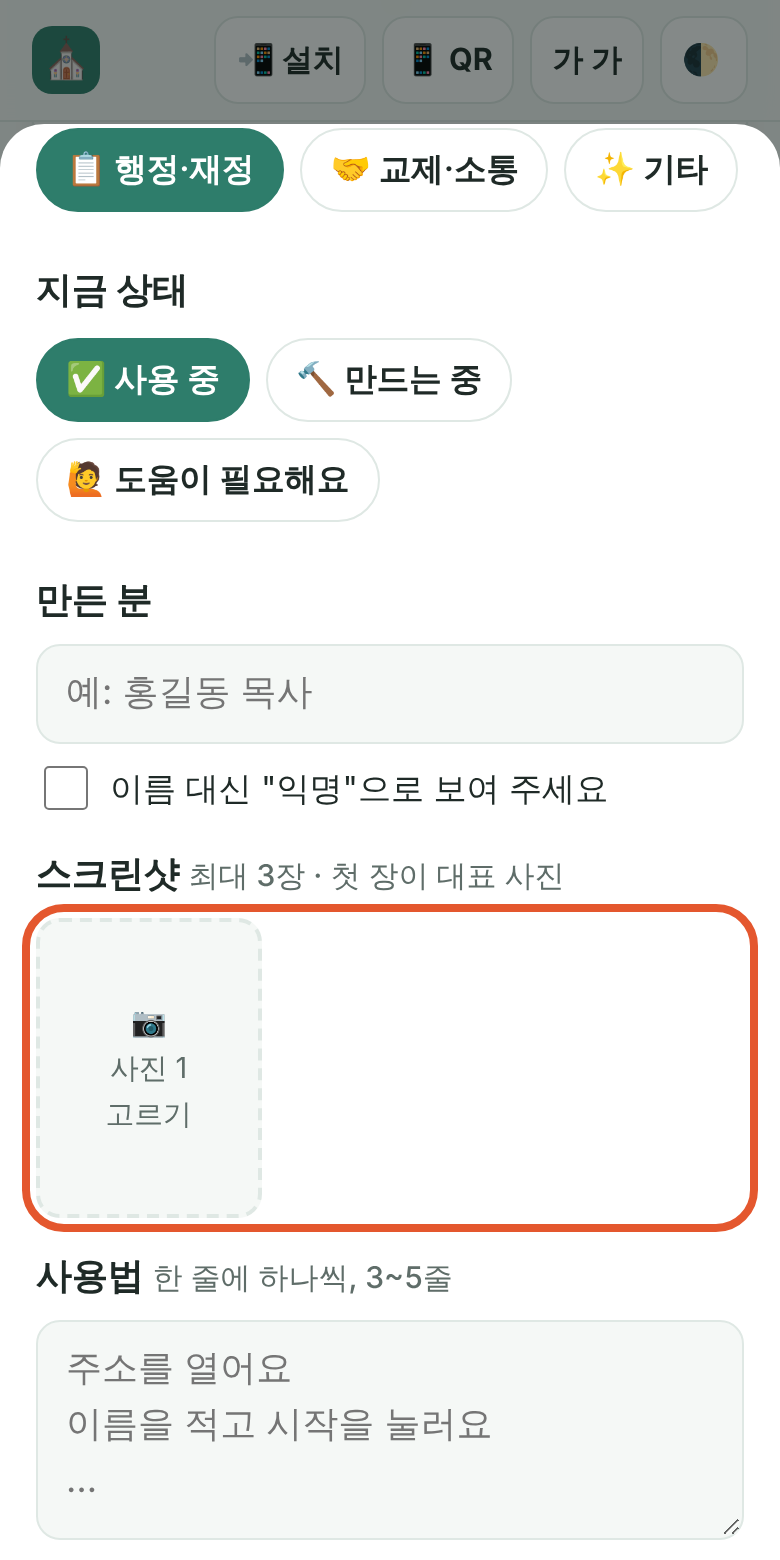 설치
QR
가 가
행정·재정
교제·소통
기타
지금 상태
사용 중
만드는 중
도움이 필요해요
만든 분
예: 홍길동 목사
이름 대신 "익명"으로 보여 주세요
스크린샷 최대 3장 · 첫 장이 대표 사진
사진 1
고르기
사용법 한 줄에 하나씩, 3~5줄
주소를 열어요
이름을 적고 시작을 눌러요
...